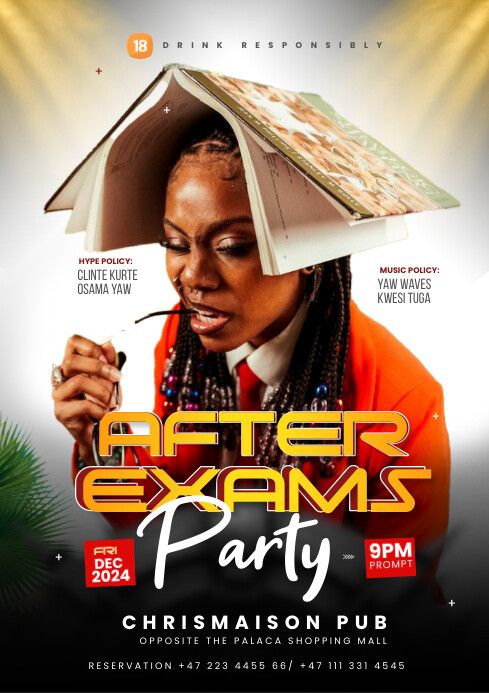 18 DRINK RESPONSIBLY
HYPE POLICY:
CLINTE KURTE
OSAMA YAW
MUSIC POLICY:
YAW WAVES
KWESI TUGA
AFTER
EXAMS
Party
FRI
DEC
2024
9PM
PROMPT
CHRISMAISON PUB
OPPOSITE THE PALACA SHOPPING MALL
RESERVATION +47 223 4455 66/ +47 111 331 4545